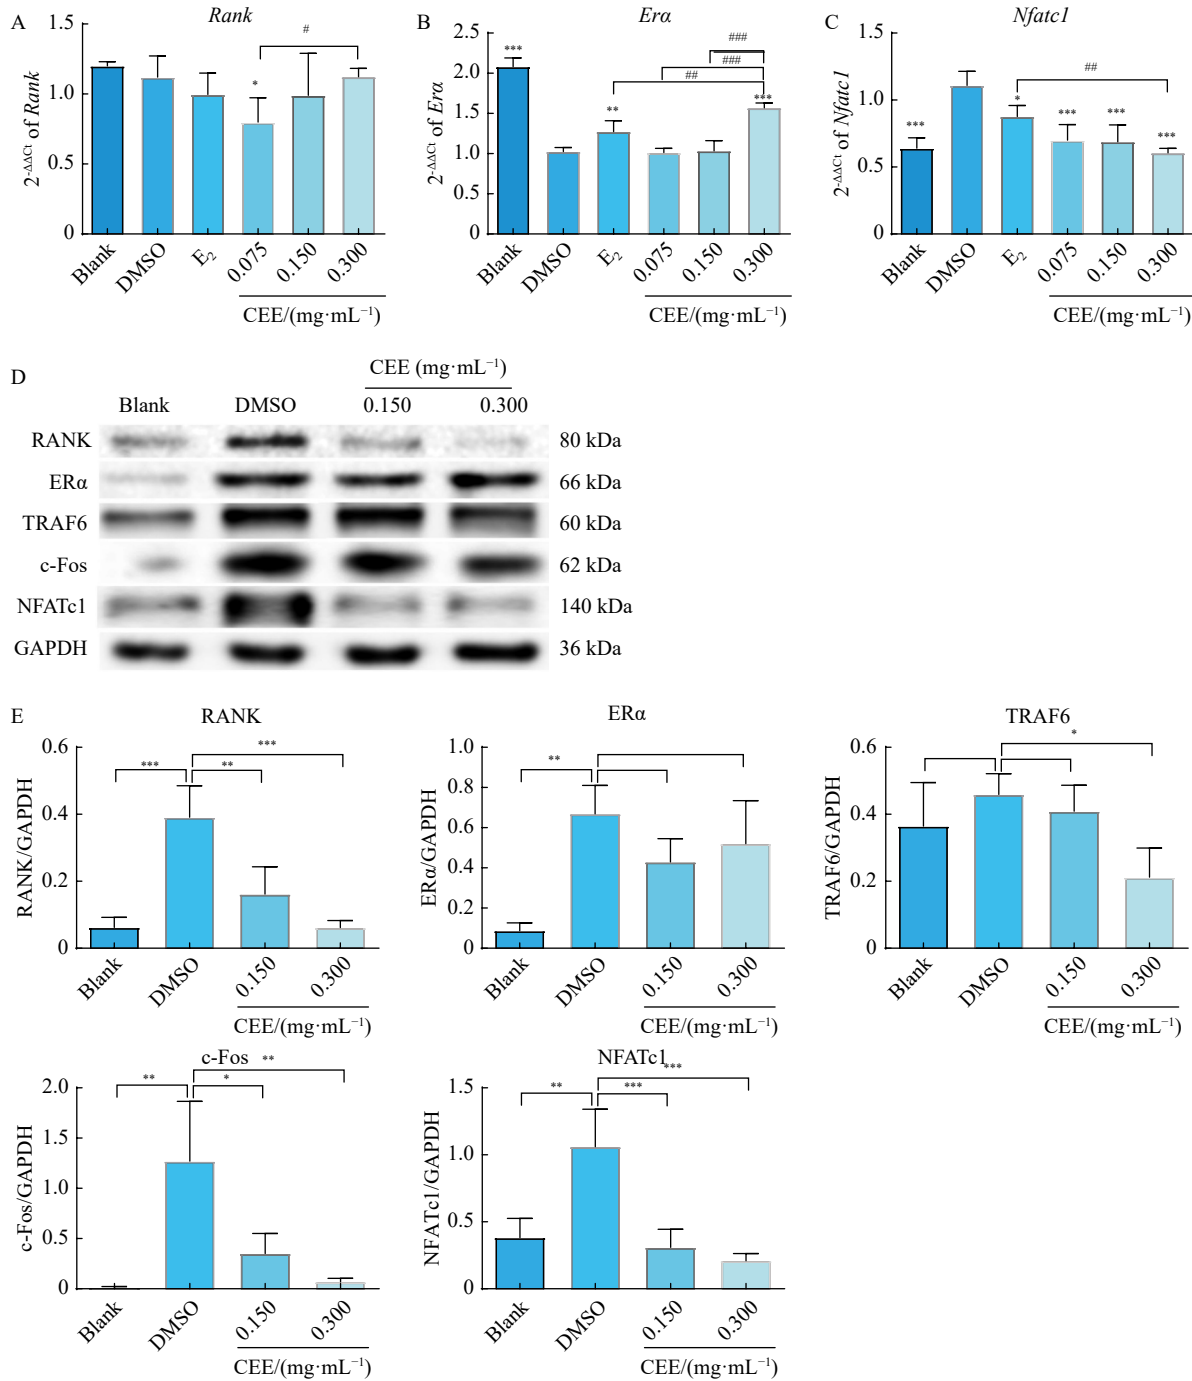 A
Rank
2^-ΔΔCt of Rank
1.5
1.0
0.5
0
*
#
Blank
DMSO
E₂
0.075
0.150
0.300
CEE/(mg·mL⁻¹)
B
Erα
2^-ΔΔCt of Erα
2.5
2.0
1.5
1.0
0.5
0
***
**
***
##
###
###
Blank
DMSO
E₂
0.075
0.150
0.300
CEE/(mg·mL⁻¹)
C
Nfatc1
2^-ΔΔCt of Nfatc1
1.5
1.0
0.5
0
***
*
***
***
***
##
Blank
DMSO
E₂
0.075
0.150
0.300
CEE/(mg·mL⁻¹)
D
CEE (mg·mL⁻¹)
Blank
DMSO
0.150
0.300
RANK
80 kDa
ERα
66 kDa
TRAF6
60 kDa
c-Fos
62 kDa
NFATc1
140 kDa
GAPDH
36 kDa
E
RANK
RANK/GAPDH
0.6
0.4
0.2
0
***
**
***
Blank
DMSO
0.150
0.300
CEE/(mg·mL⁻¹)
ERα
ERα/GAPDH
1.0
0.8
0.6
0.4
0.2
0
**
Blank
DMSO
0.150
0.300
CEE/(mg·mL⁻¹)
TRAF6
TRAF6/GAPDH
0.6
0.4
0.2
0
*
Blank
DMSO
0.150
0.300
CEE/(mg·mL⁻¹)
c-Fos
c-Fos/GAPDH
2.0
1.5
1.0
0.5
0
**
*
**
Blank
DMSO
0.150
0.300
CEE/(mg·mL⁻¹)
NFATc1
NFATc1/GAPDH
1.5
1.0
0.5
0
**
***
***
Blank
DMSO
0.150
0.300
CEE/(mg·mL⁻¹)